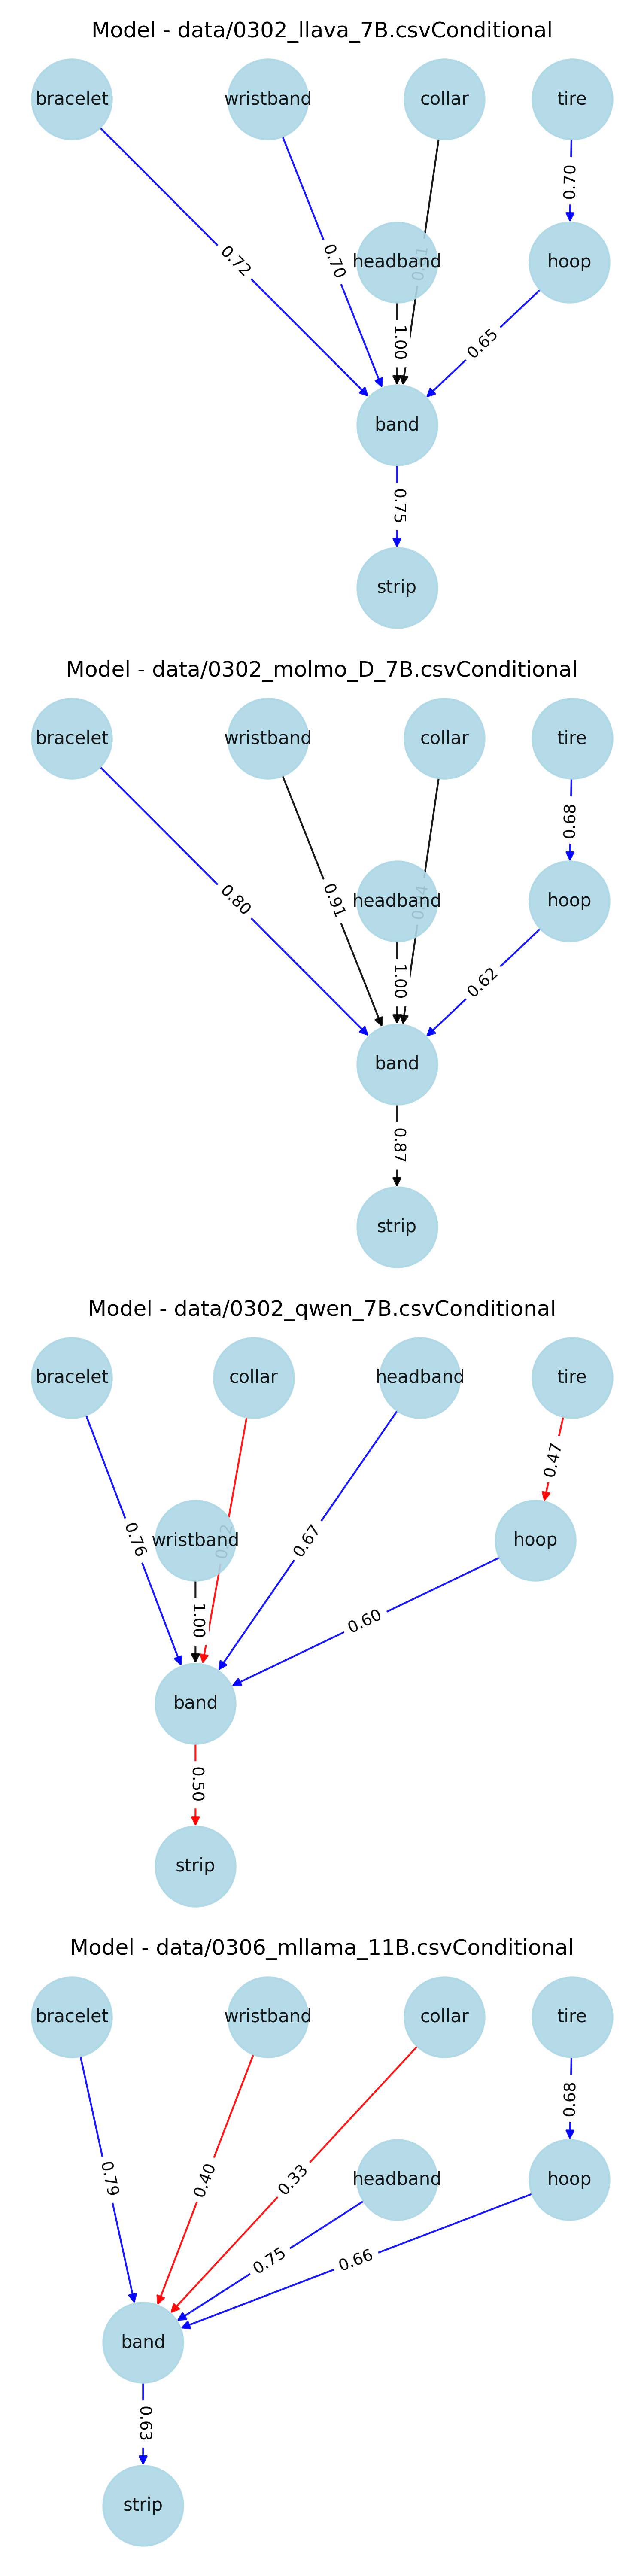 Model - data/0302_llava_7B.csvConditional
bracelet
wristband
collar
tire
0.70
0.72
0.70
headband
hoop
1.00
0.65
band
0.75
strip
Model - data/0302_molmo_D_7B.csvConditional
bracelet
wristband
collar
tire
0.68
0.80
0.91
headband
hoop
1.00
0.62
band
0.87
strip
Model - data/0302_qwen_7B.csvConditional
bracelet
collar
headband
tire
0.47
0.76
wristband
0.67
hoop
1.00
0.60
band
0.50
strip
Model - data/0306_mllama_11B.csvConditional
bracelet
wristband
collar
tire
0.68
0.79
0.40
0.33
headband
hoop
0.75
0.66
band
0.63
strip